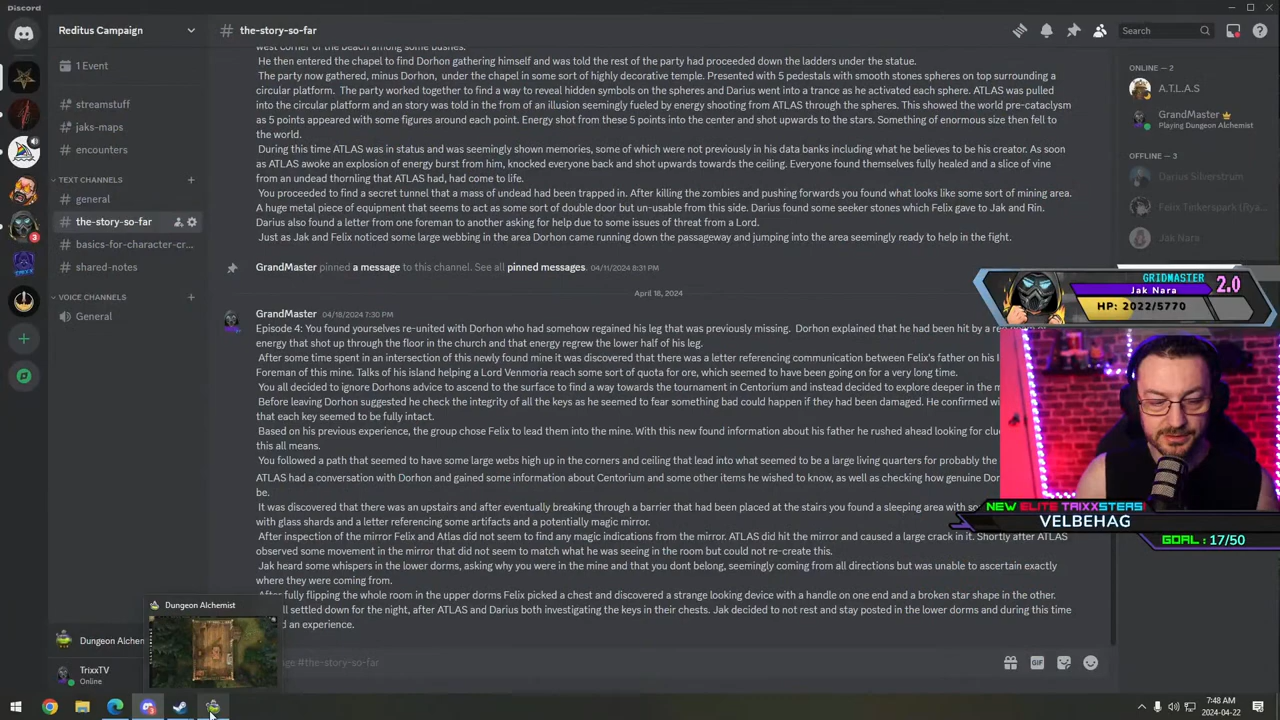 Discord
Reditus Campaign
# the-story-so-far
Search
1 Event
streamstuff
jaks-maps
encounters
TEXT CHANNELS
general
the-story-so-far
basics-for-character-cr...
shared-notes
VOICE CHANNELS
General
3
west corner of the beach among some bushes.
He then entered the chapel to find Dorhon gathering himself and was told the rest of the party had proceeded down the ladders under the statue.
The party now gathered, minus Dorhon, under the chapel in some sort of highly decorative temple. Presented with 5 pedestals with smooth stones spheres on top surrounding a
circular platform. The party worked together to find a way to reveal hidden symbols on the spheres and Darius went into a trance as he activated each sphere. ATLAS was pulled
into the circular platform and an story was told in the from of an illusion seemingly fueled by energy shooting from ATLAS through the spheres. This showed the world pre-cataclysm
as 5 points appeared with some figures around each point. Energy shot from these 5 points into the center and shot upwards to the stars. Something of enormous size then fell to
the world.
During this time ATLAS was in status and was seemingly shown memories, some of which were not previously in his data banks including what he believes to be his creator. As soon
as ATLAS awoke an explosion of energy burst from him, knocked everyone back and shot upwards towards the ceiling. Everyone found themselves fully healed and a slice of vine
from an undead thornling that ATLAS had, had come to life.
You proceeded to find a secret tunnel that a mass of undead had been trapped in. After killing the zombies and pushing forwards you found what looks like some sort of mining area.
A huge metal piece of equipment that seems to act as some sort of double door but un-usable from this side. Darius found some seeker stones which Felix gave to Jak and Rin.
Darius also found a letter from one foreman to another asking for help due to some issues of threat from a Lord.
Just as Jak and Felix noticed some large webbing in the area Dorhon came running down the passageway and jumping into the area seemingly ready to help in the fight.
GrandMaster pinned a message to this channel. See all pinned messages. 04/11/2024 8:31 PM
April 18, 2024
GrandMaster 04/18/2024 7:30 PM
Episode 4: You found yourselves re-united with Dorhon who had somehow regained his leg that was previously missing. Dorhon explained that he had been hit by a
energy that shot up through the floor in the church and that energy regrew the lower half of his leg.
After some time spent in an intersection of this newly found mine it was discovered that there was a letter referencing communication between Felix's father on his
Foreman of this mine. Talks of his island helping a Lord Venmoria reach some sort of quota for ore, which seemed to have been going on for a very long time.
You all decided to ignore Dorhons advice to ascend to the surface to find a way towards the tournament in Centorium and instead decided to explore deeper in the
Before leaving Dorhon suggested he check the integrity of all the keys as he seemed to fear something bad could happen if they had been damaged. He confirmed
that each key seemed to be fully intact.
Based on his previous experience, the group chose Felix to lead them into the mine. With this new found information about his father he rushed ahead looking for
this all means.
You followed a path that seemed to have some large webs high up in the corners and ceiling that lead into what seemed to be a large living quarters for probably the
ATLAS had a conversation with Dorhon and gained some information about Centorium and some other items he wished to know, as well as checking how genuine
be.
It was discovered that there was an upstairs and after eventually breaking through a barrier that had been placed at the stairs you found a sleeping area with
with glass shards and a letter referencing some artifacts and a potentially magic mirror.
After inspection of the mirror Felix and Atlas did not seem to find any magic indications from the mirror. ATLAS did hit the mirror and caused a large crack in it. Shortly after ATLAS
observed some movement in the mirror that did not seem to match what he was seeing in the room but could not re-create this.
Jak heard some whispers in the lower dorms, asking why you were in the mine and that you dont belong, seemingly coming from all directions but was unable to ascertain exactly
where they were coming from.
fully flipping the whole room in the upper dorms Felix picked a chest and discovered a strange looking device with a handle on one end and a broken star shape in the other.
settled down for the night, after ATLAS and Darius both investigating the keys in their chests. Jak decided to not rest and stay posted in the lower dorms and during this time
an experience.
#the-story-so-far
GIF
ONLINE — 2
A.T.L.A.S
GrandMaster
Playing Dungeon Alchemist
OFFLINE — 3
Darius Silverstrum
Felix Tinkerspark (Rya...
Jak Nara
GRIDMASTER
2.0
Jak Nara
HP: 2022/5770
NEW ELITE TRIXXSTERS!
VELBEHAG
GOAL: 17/50
Dungeon Alchemist
Dungeon Alchem
TrixxTV
Online
3
7:48 AM
2024-04-22